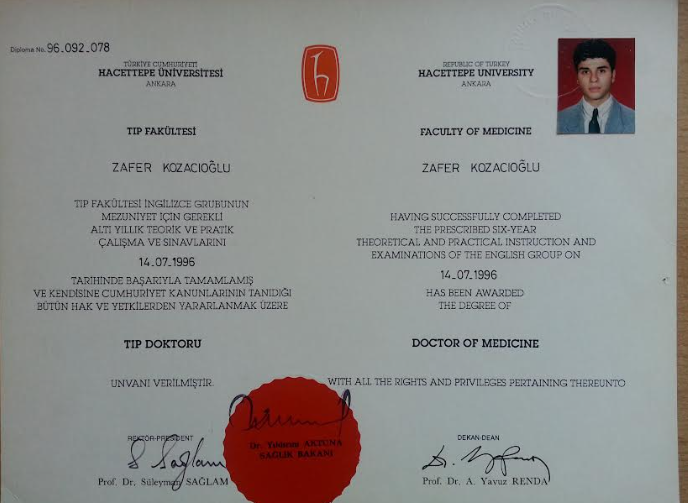 Diploma No. 96.092.078
TÜRKİYE CUMHURİYETİ
HACETTEPE ÜNİVERSİTESİ
ANKARA
TIP FAKÜLTESİ
ZAFER KOZACIOĞLU
TIP FAKÜLTESİ İNGİLİZCE GRUBUNUN
MEZUNİYET İÇİN GEREKLİ
ALTI YILLIK TEORİK VE PRATİK
ÇALIŞMA VE SINAVLARINI
14.07.1996
TARİHİNDE BAŞARIYLA TAMAMLAMIŞ
VE KENDİSİNE CUMHURİYET KANUNLARININ TANIDIĞI
BÜTÜN HAK VE YETKİLERDEN YARARLANMAK ÜZERE
TIP DOKTORU
UNVANI VERİLMİŞTİR.
REKTÖR-PRESIDENT
Prof. Dr. Süleyman SAĞLAM
Dr. Yıldırım AKTUNA
SAĞLIK BAKANI
REPUBLIC OF TURKEY
HACETTEPE UNIVERSITY
ANKARA
FACULTY OF MEDICINE
ZAFER KOZACIOĞLU
HAVING SUCCESSFULLY COMPLETED
THE PRESCRIBED SIX-YEAR
THEORETICAL AND PRACTICAL INSTRUCTION AND
EXAMINATIONS OF THE ENGLISH GROUP ON
14.07.1996
HAS BEEN AWARDED
THE DEGREE OF
DOCTOR OF MEDICINE
WITH ALL THE RIGHTS AND PRIVILEGES PERTAINING THEREUNTO
DEKAN-DEAN
Prof. Dr. A. Yavuz RENDA